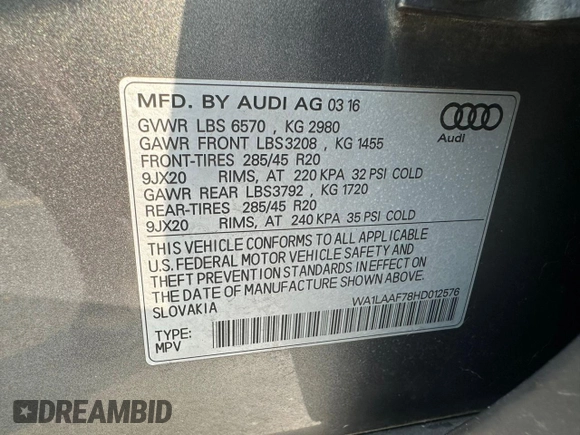 MFD. BY AUDI AG 03 16
GVWR LBS 6570 , KG 2980
GAWR FRONT LBS3208 , KG 1455
FRONT-TIRES 285/45 R20
9JX20 RIMS, AT 220 KPA 32 PSI COLD
GAWR REAR LBS3792 , KG 1720
REAR-TIRES 285/45 R20
9JX20 RIMS, AT 240 KPA 35 PSI COLD
Audi
THIS VEHICLE CONFORMS TO ALL APPLICABLE
U.S. FEDERAL MOTOR VEHICLE SAFETY AND
THEFT PREVENTION STANDARDS IN EFFECT ON
THE DATE OF MANUFACTURE SHOWN ABOVE.
SLOVAKIA
WA1LAAF78HD012576
TYPE:
MPV
DREAMBID